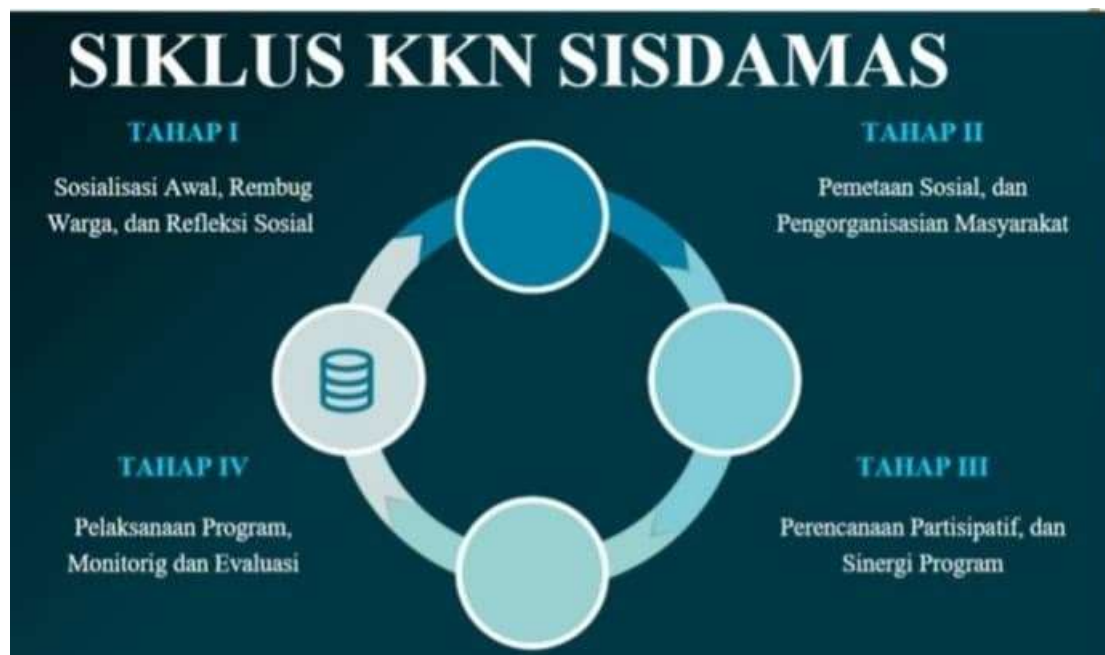 SIKLUS KKN SISDAMAS
TAHAP I
Sosialisasi Awal, Rembug
Warga, dan Refleksi Sosial
TAHAP II
Pemetaan Sosial, dan
Pengorganisasian Masyarakat
TAHAP IV
Pelaksanaan Program,
Monitorig dan Evaluasi
TAHAP III
Perencanaan Partisipatif, dan
Sinergi Program